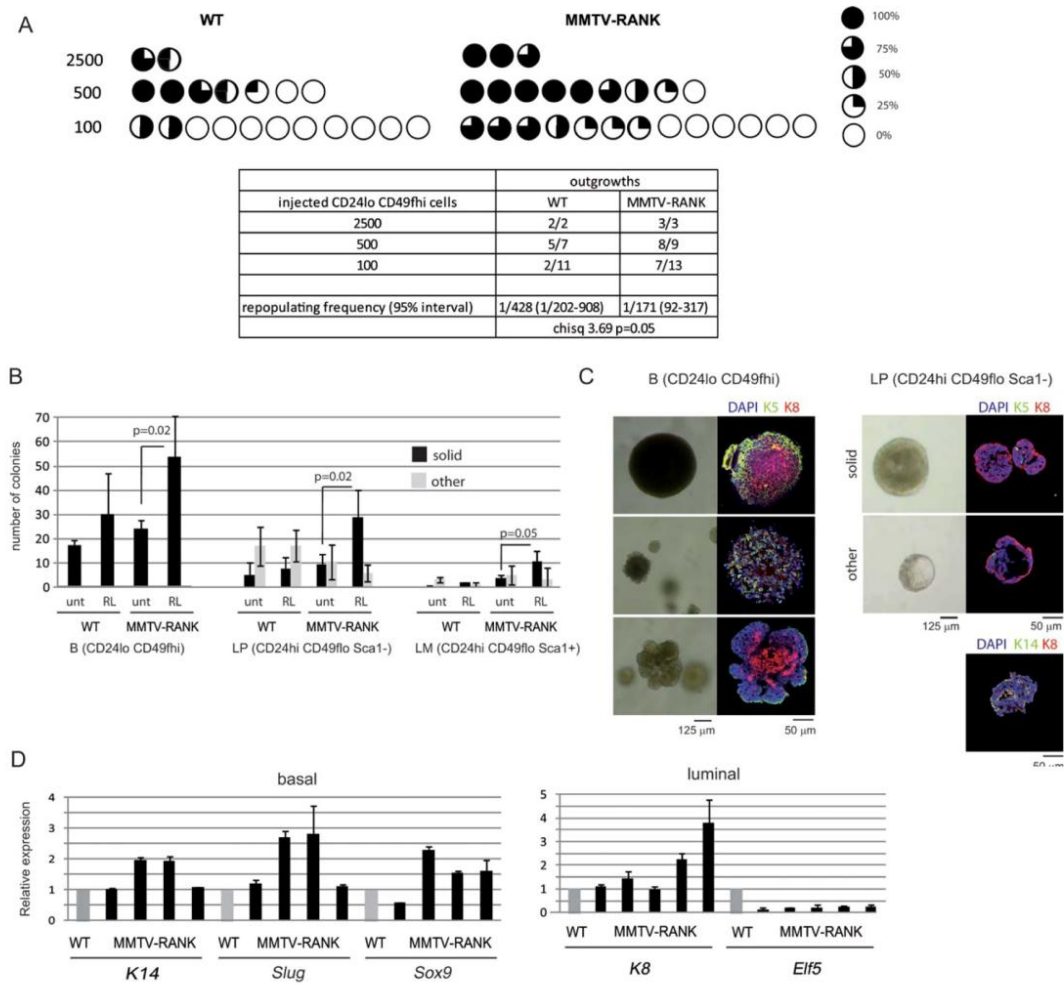 A
WT
MMTV-RANK
2500
500
100
100%
75%
50%
25%
0%
outgrowths
injected CD24lo CD49fhi cells WT MMTV-RANK
2500 2/2 3/3
500 5/7 8/9
100 2/11 7/13
repopulating frequency (95% interval) 1/428 (1/202-908) 1/171 (92-317)
chisq 3.69 p=0.05
B
number of colonies
70
60
50
40
30
20
10
0
p=0.02
p=0.02
p=0.05
solid
other
unt RL unt RL unt RL unt RL unt RL unt RL
WT MMTV-RANK WT MMTV-RANK WT MMTV-RANK
B (CD24lo CD49fhi) LP (CD24hi CD49flo Sca1-) LM (CD24hi CD49flo Sca1+)
C
B (CD24lo CD49fhi)
DAPI K5 K8
125 µm 50 µm
LP (CD24hi CD49flo Sca1-)
DAPI K5 K8
solid
other
125 µm 50 µm
DAPI K14 K8
50 µm
D
basal
Relative expression
4
3
2
1
0
WT MMTV-RANK WT MMTV-RANK WT MMTV-RANK
K14 Slug Sox9
luminal
5
4
3
2
1
0
WT MMTV-RANK WT MMTV-RANK
K8 Elf5